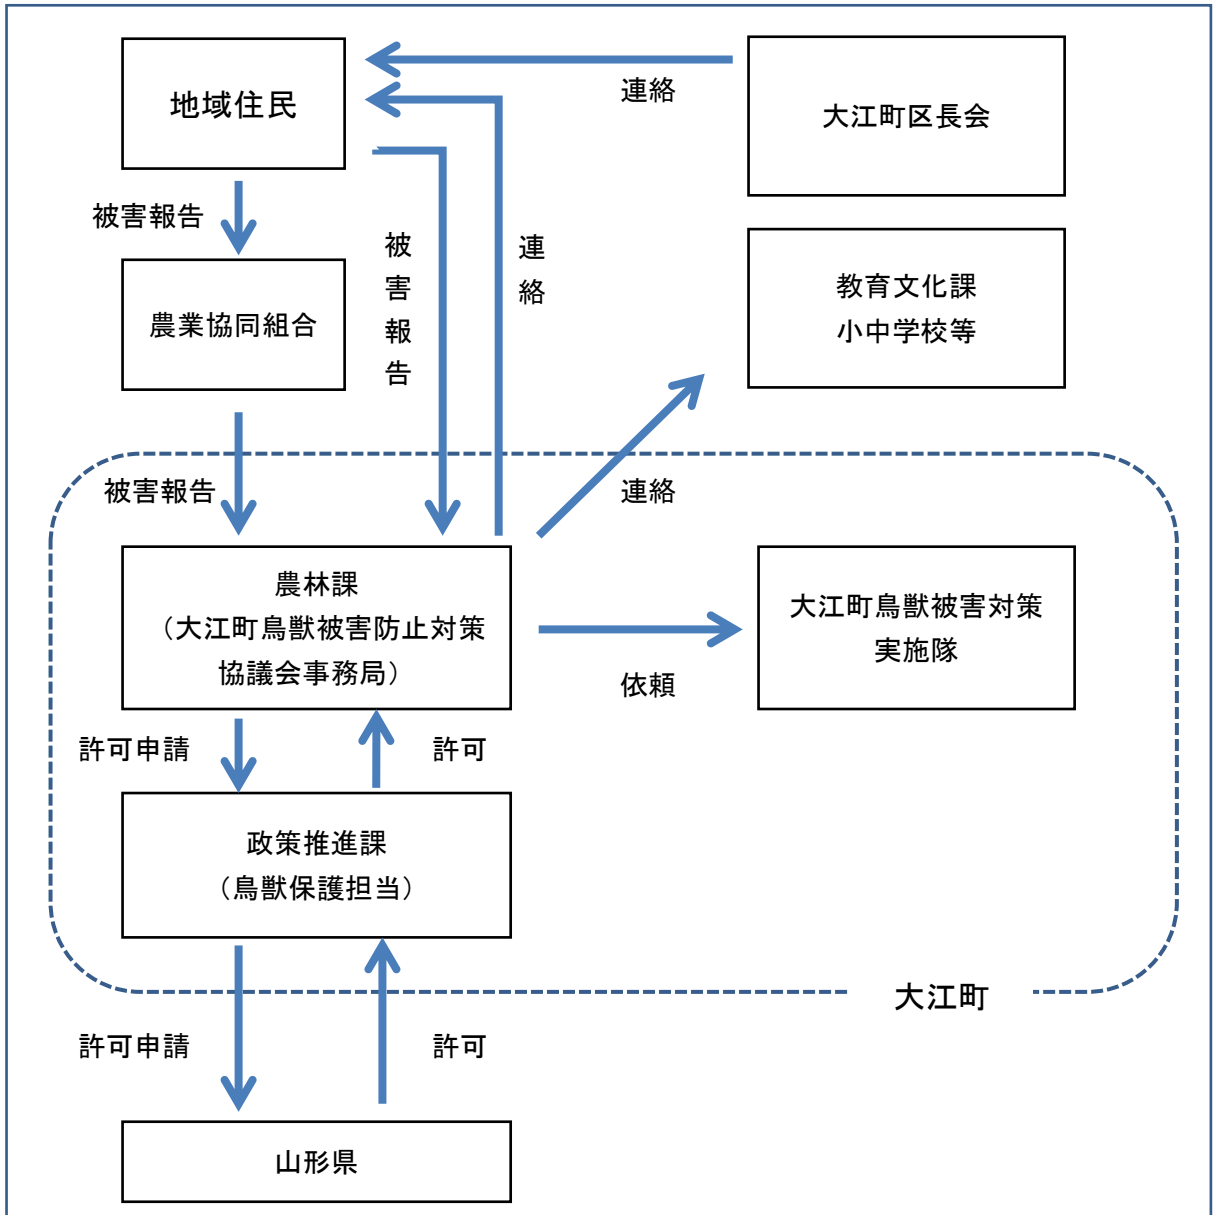 地域住民
連絡
大江町区長会
被害報告
被害報告
連絡
農業協同組合
教育文化課
小中学校等
被害報告
連絡
農林課
（大江町鳥獣被害防止対策
協議会事務局）
大江町鳥獣被害対策
実施隊
依頼
許可申請
許可
政策推進課
（鳥獣保護担当）
大江町
許可申請
許可
山形県